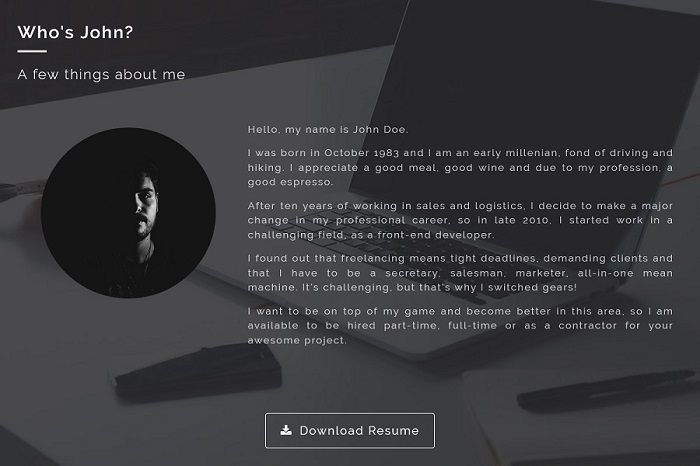 Who's John?
A few things about me
Hello, my name is John Doe.
I was born in October 1983 and I am an early millenian, fond of driving and
hiking. I appreciate a good meal, good wine and due to my profession, a
good espresso.
After ten years of working in sales and logistics, I decide to make a major
change in my professional career, so in late 2010, I started work in a
challenging field, as a front-end developer.
I found out that freelancing means tight deadlines, demanding clients and
that I have to be a secretary, salesman, marketer, all-in-one mean
machine. It's challenging, but that's why I switched gears!
I want to be on top of my game and become better in this area, so I am
available to be hired part-time, full-time or as a contractor for your
awesome project.
Download Resume